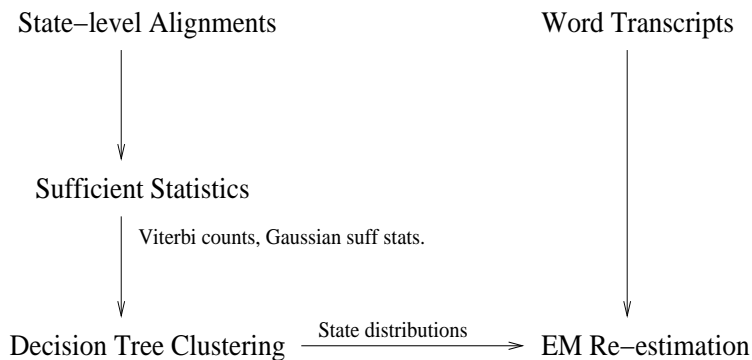 State−level Alignments
Word Transcripts
Sufficient Statistics
Viterbi counts, Gaussian suff stats.
State distributions
Decision Tree Clustering
EM Re−estimation